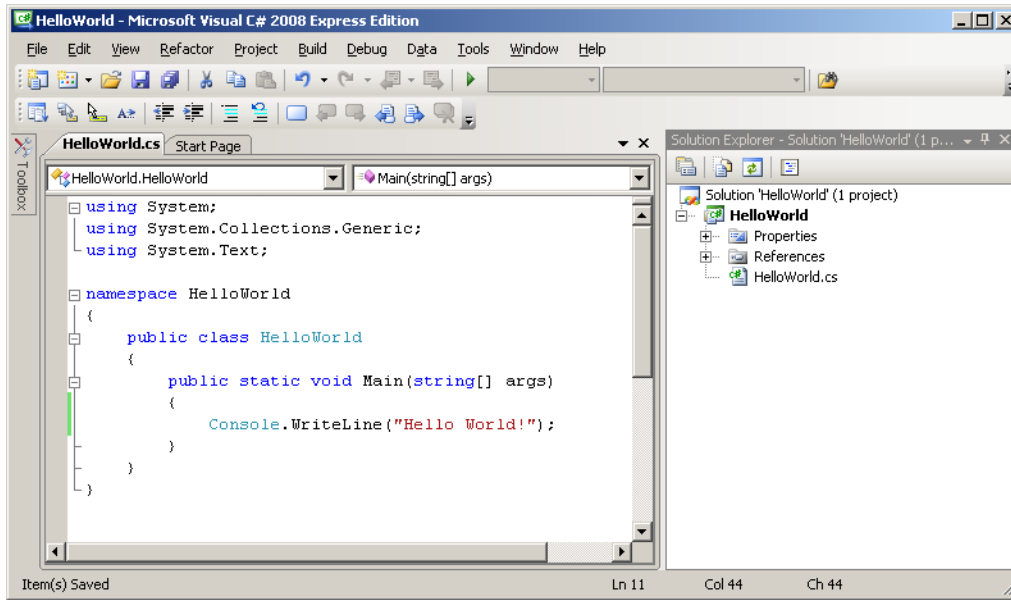 HelloWorld - Microsoft Visual C# 2008 Express Edition
File Edit View Refactor Project Build Debug Data Tools Window Help
HelloWorld.cs Start Page
Solution Explorer - Solution 'HelloWorld' (1 p...
Toolbox
HelloWorld.HelloWorld Main(string[] args)
Solution 'HelloWorld' (1 project)
HelloWorld
Properties
References
HelloWorld.cs
using System;
using System.Collections.Generic;
using System.Text;
namespace HelloWorld
{
public class HelloWorld
{
public static void Main(string[] args)
{
Console.WriteLine("Hello World!");
}
}
}
Item(s) Saved Ln 11 Col 44 Ch 44